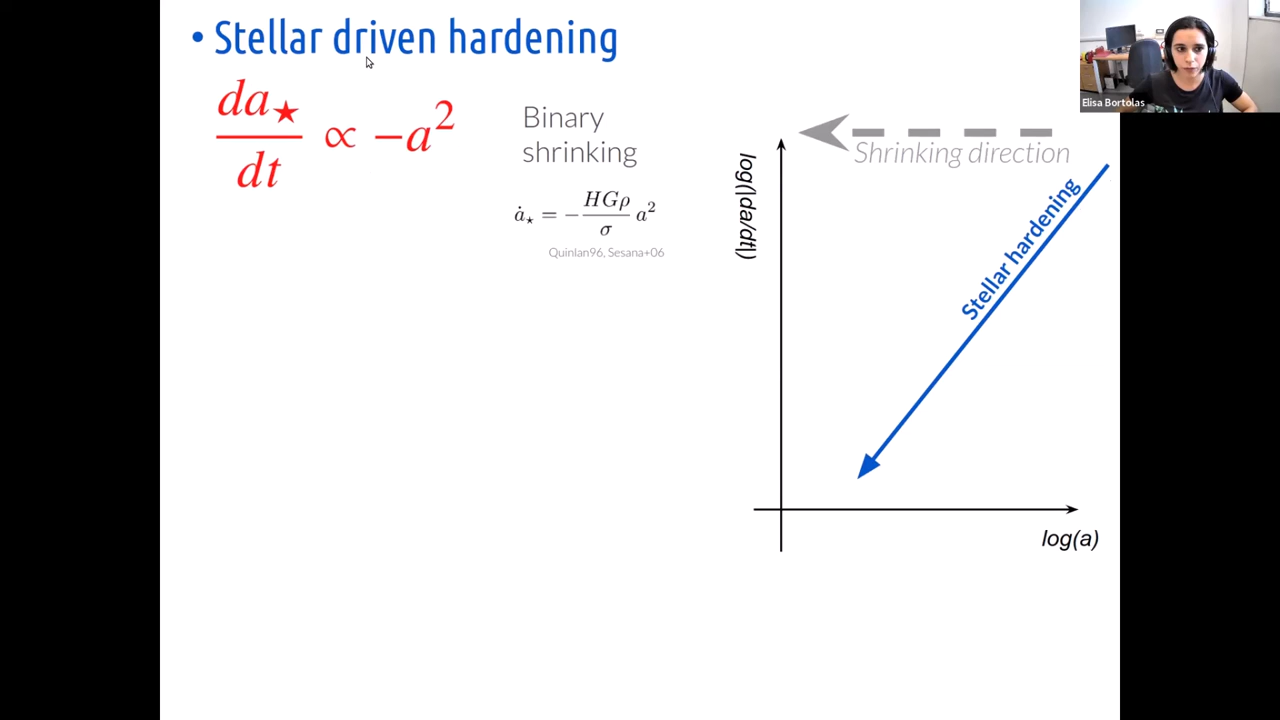 • Stellar driven hardening
da★/dt ∝ −a²
Binary
shrinking
ȧ⋆ = − HGρ/σ a²
Quinlan96, Sesana+06
Elisa Bortolas
Shrinking direction
log(|da/dt|)
Stellar hardening
log(a)